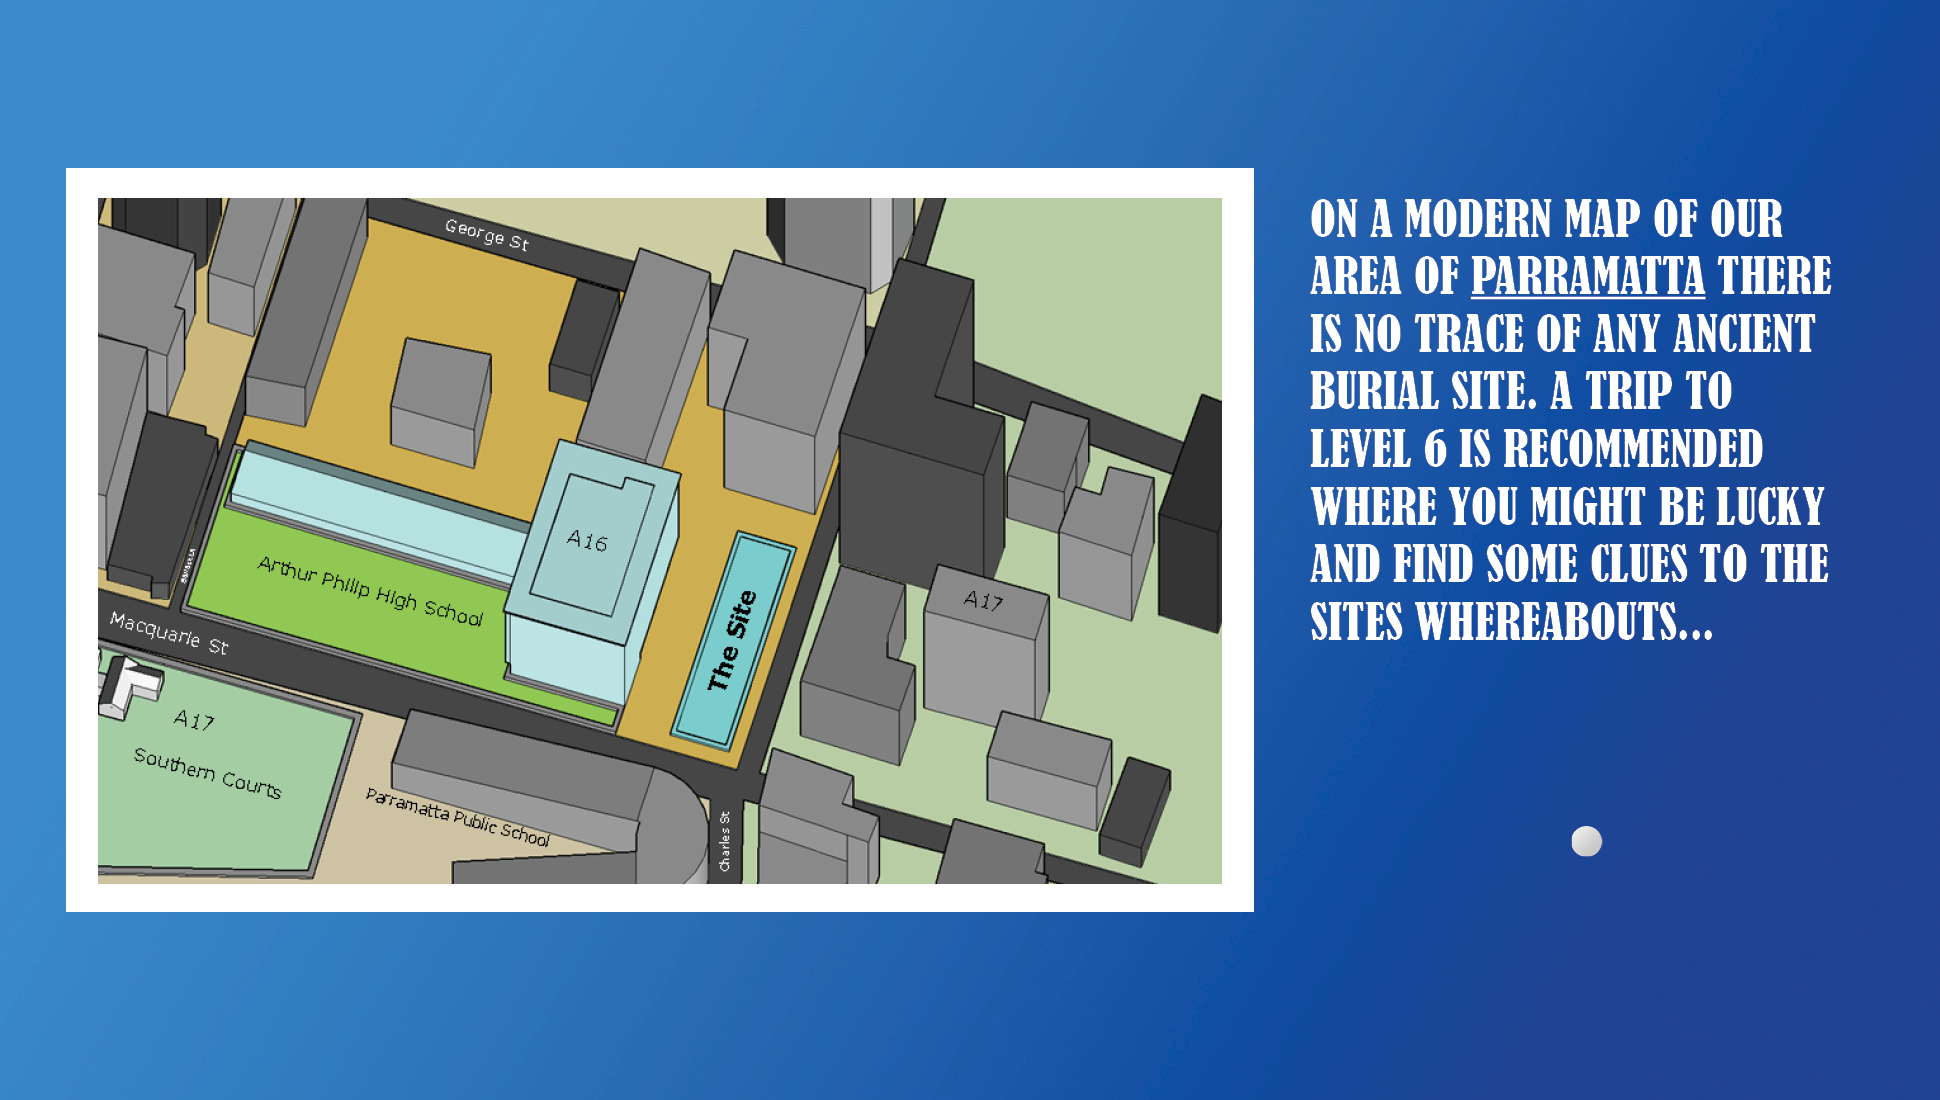 George St
A16
Arthur Philip High School
The Site
A17
Macquarie St
A17
Southern Courts
Parramatta Public School
Charles St
ON A MODERN MAP OF OUR
AREA OF PARRAMATTA THERE
IS NO TRACE OF ANY ANCIENT
BURIAL SITE. A TRIP TO
LEVEL 6 IS RECOMMENDED
WHERE YOU MIGHT BE LUCKY
AND FIND SOME CLUES TO THE
SITES WHEREABOUTS...